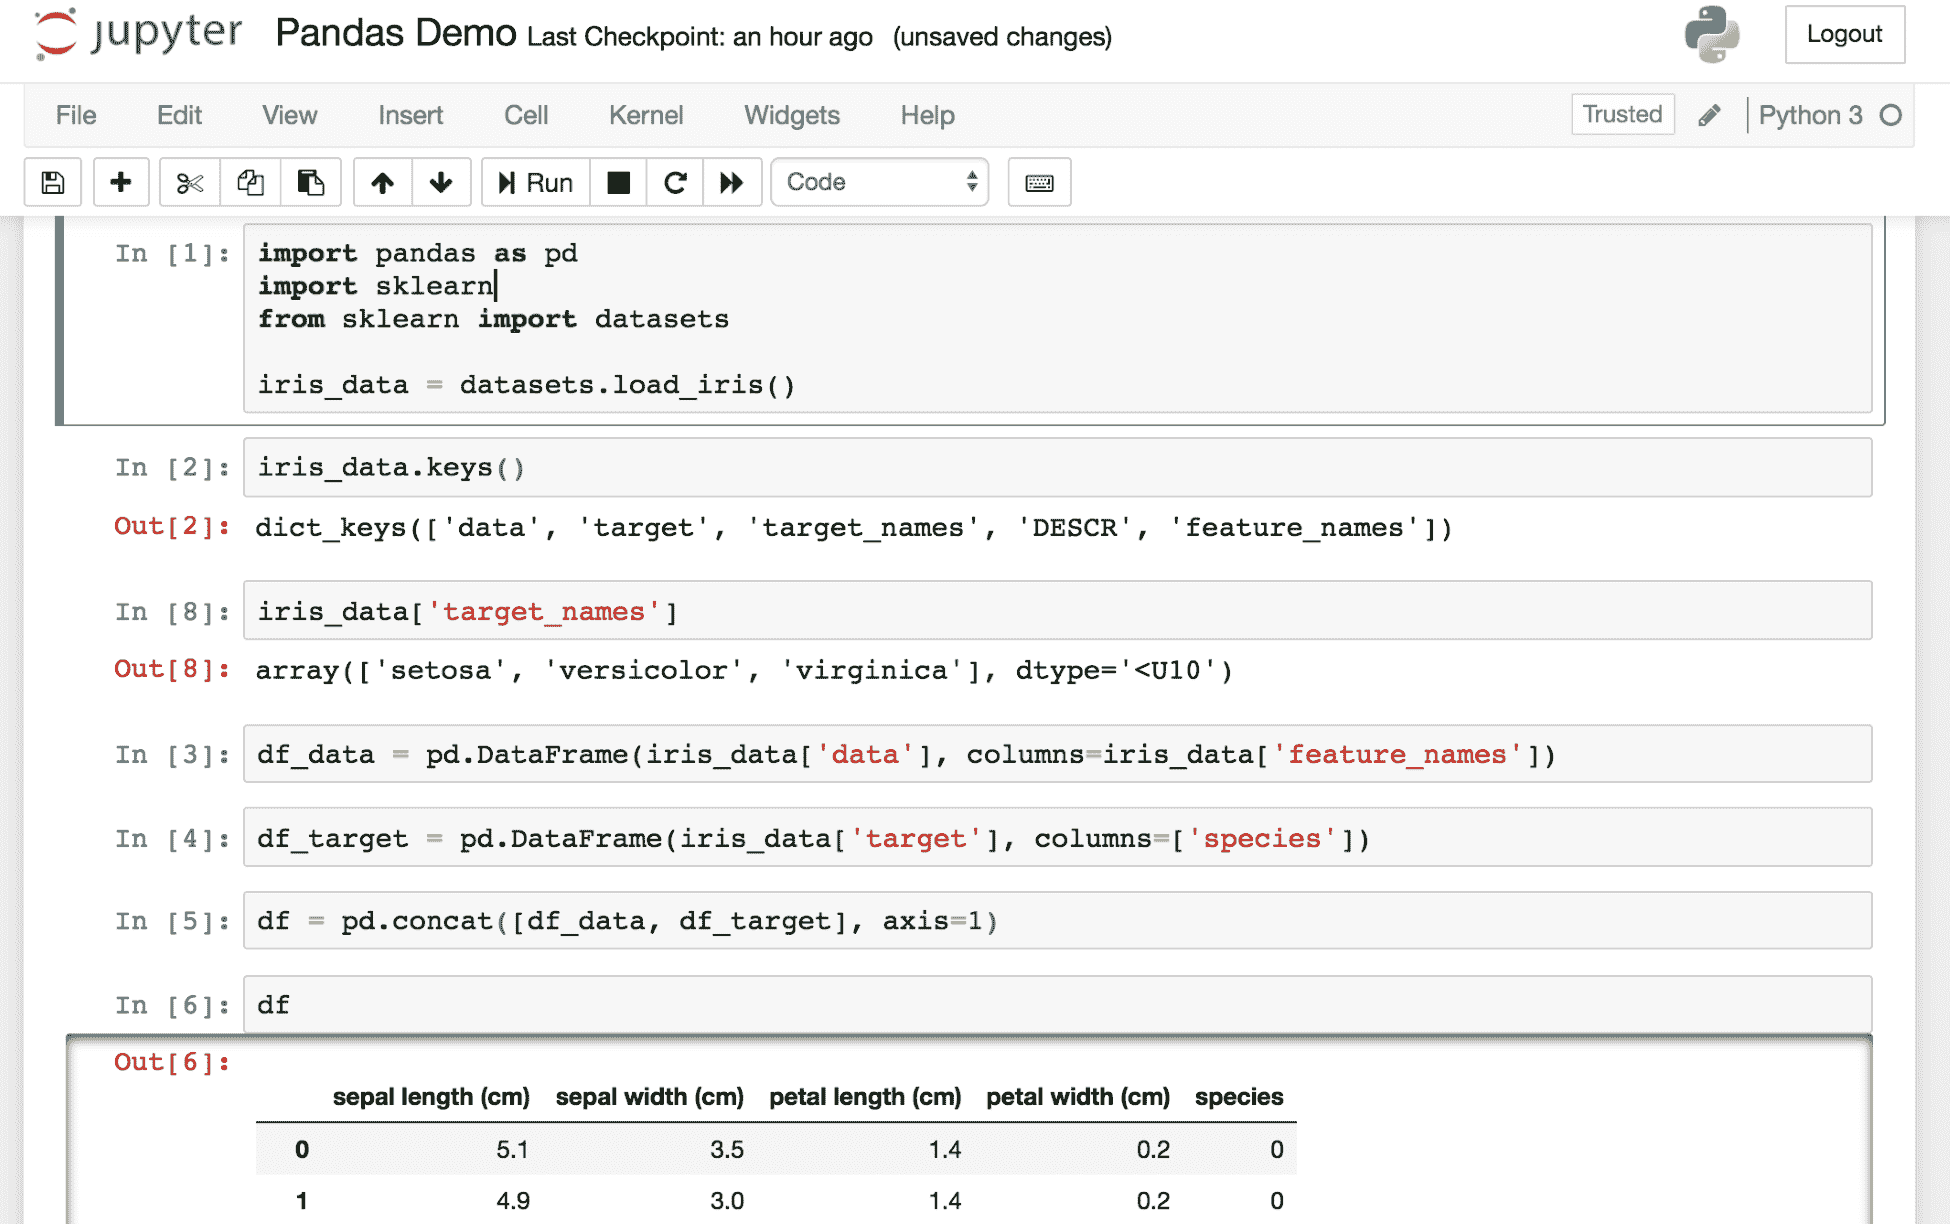 jupyter Pandas Demo Last Checkpoint: an hour ago (unsaved changes) Logout
File Edit View Insert Cell Kernel Widgets Help Trusted Python 3
Run Code
In [1]: import pandas as pd
import sklearn
from sklearn import datasets
iris_data = datasets.load_iris()
In [2]: iris_data.keys()
Out[2]: dict_keys(['data', 'target', 'target_names', 'DESCR', 'feature_names'])
In [8]: iris_data['target_names']
Out[8]: array(['setosa', 'versicolor', 'virginica'], dtype='<U10')
In [3]: df_data = pd.DataFrame(iris_data['data'], columns=iris_data['feature_names'])
In [4]: df_target = pd.DataFrame(iris_data['target'], columns=['species'])
In [5]: df = pd.concat([df_data, df_target], axis=1)
In [6]: df
Out[6]:
sepal length (cm) sepal width (cm) petal length (cm) petal width (cm) species
0 5.1 3.5 1.4 0.2 0
1 4.9 3.0 1.4 0.2 0